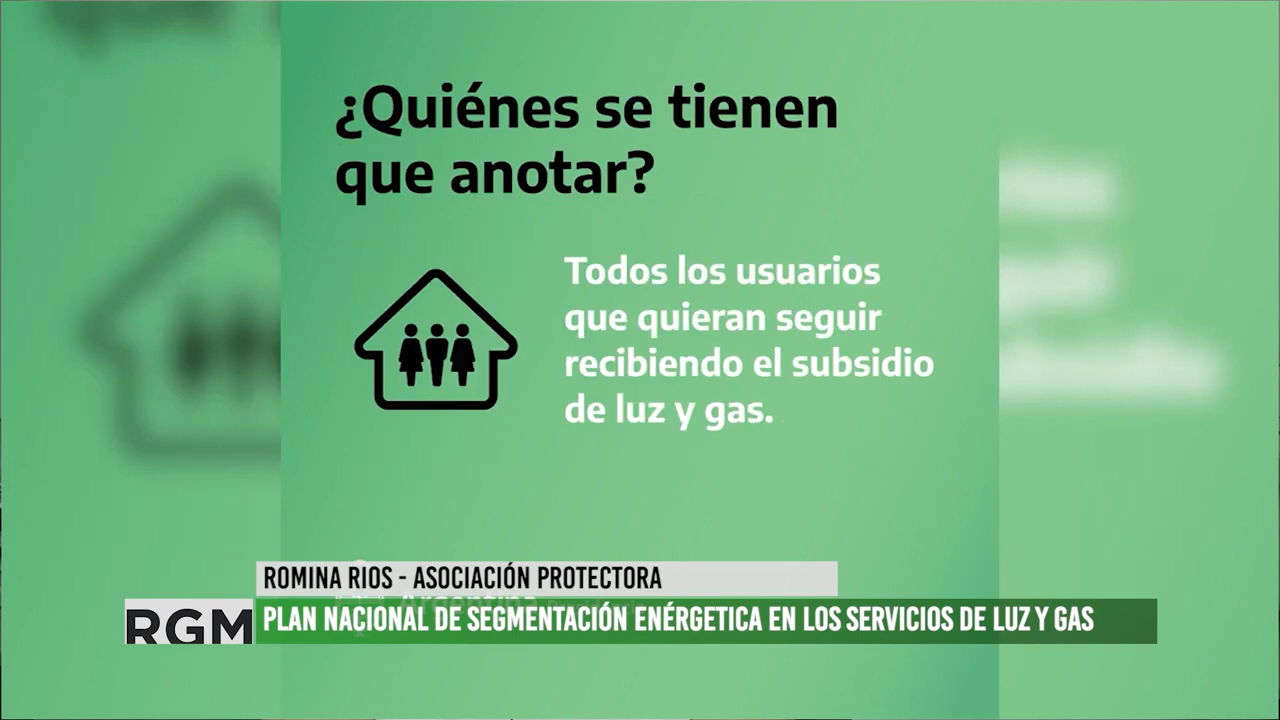 ¿Quiénes se tienen
que anotar?
Todos los usuarios
que quieran seguir
recibiendo el subsidio
de luz y gas.
ROMINA RIOS - ASOCIACIÓN PROTECTORA
RGM
PLAN NACIONAL DE SEGMENTACIÓN ENÉRGETICA EN LOS SERVICIOS DE LUZ Y GAS